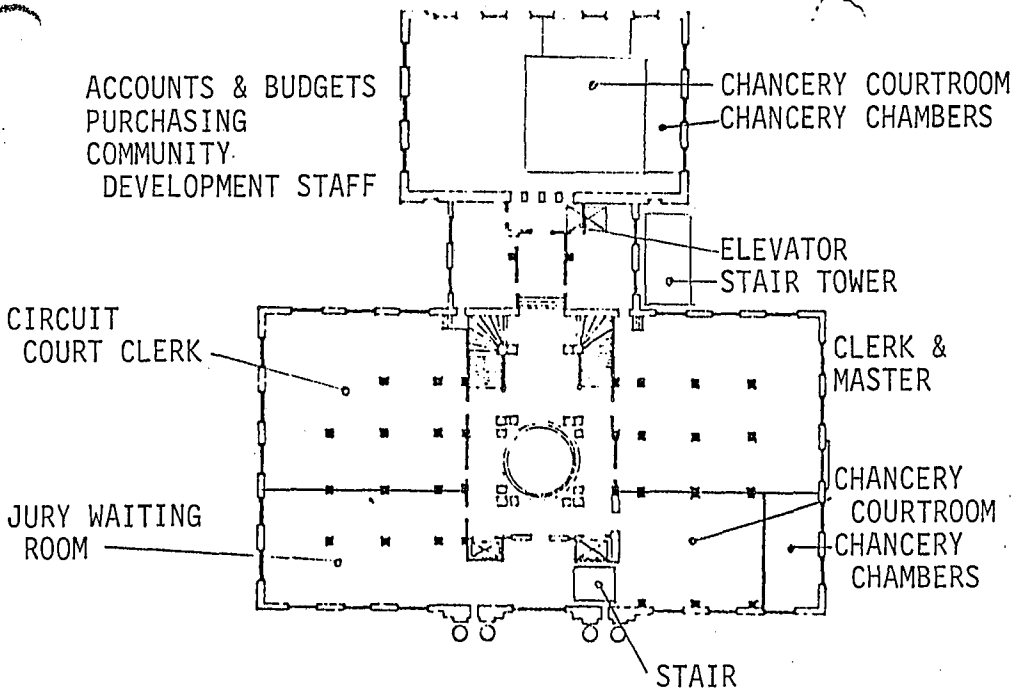 ACCOUNTS & BUDGETS
PURCHASING
COMMUNITY
DEVELOPMENT STAFF
CHANCERY COURTROOM
CHANCERY CHAMBERS
ELEVATOR
STAIR TOWER
CIRCUIT
COURT CLERK
CLERK &
MASTER
JURY WAITING
ROOM
CHANCERY
COURTROOM
CHANCERY
CHAMBERS
STAIR